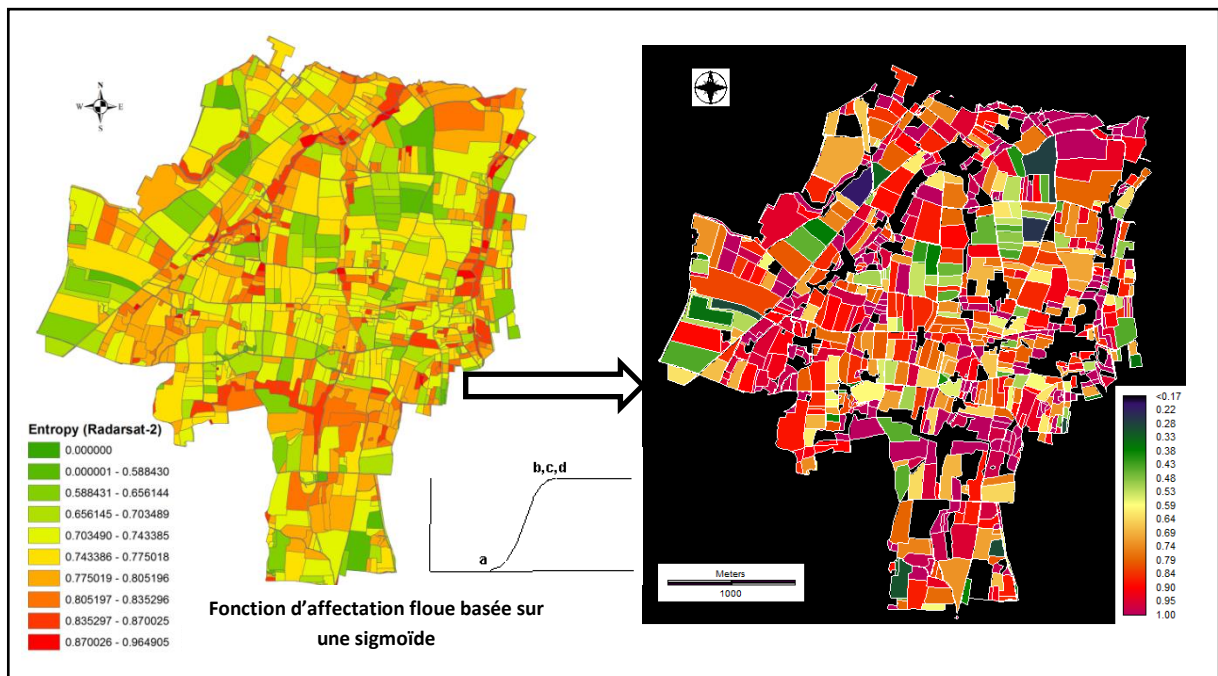 N
W
E
S
Entropy (Radarsat-2)
0.000000
0.000001 - 0.588430
0.588431 - 0.656144
0.656145 - 0.703489
0.703490 - 0.743385
0.743386 - 0.775018
0.775019 - 0.805196
0.805197 - 0.835296
0.835297 - 0.870025
0.870026 - 0.964905
a
b,c,d
Fonction d’affectation floue basée sur
une sigmoïde
Meters
1000
<0.17
0.22
0.28
0.33
0.38
0.43
0.48
0.53
0.59
0.64
0.69
0.74
0.79
0.84
0.90
0.95
1.00